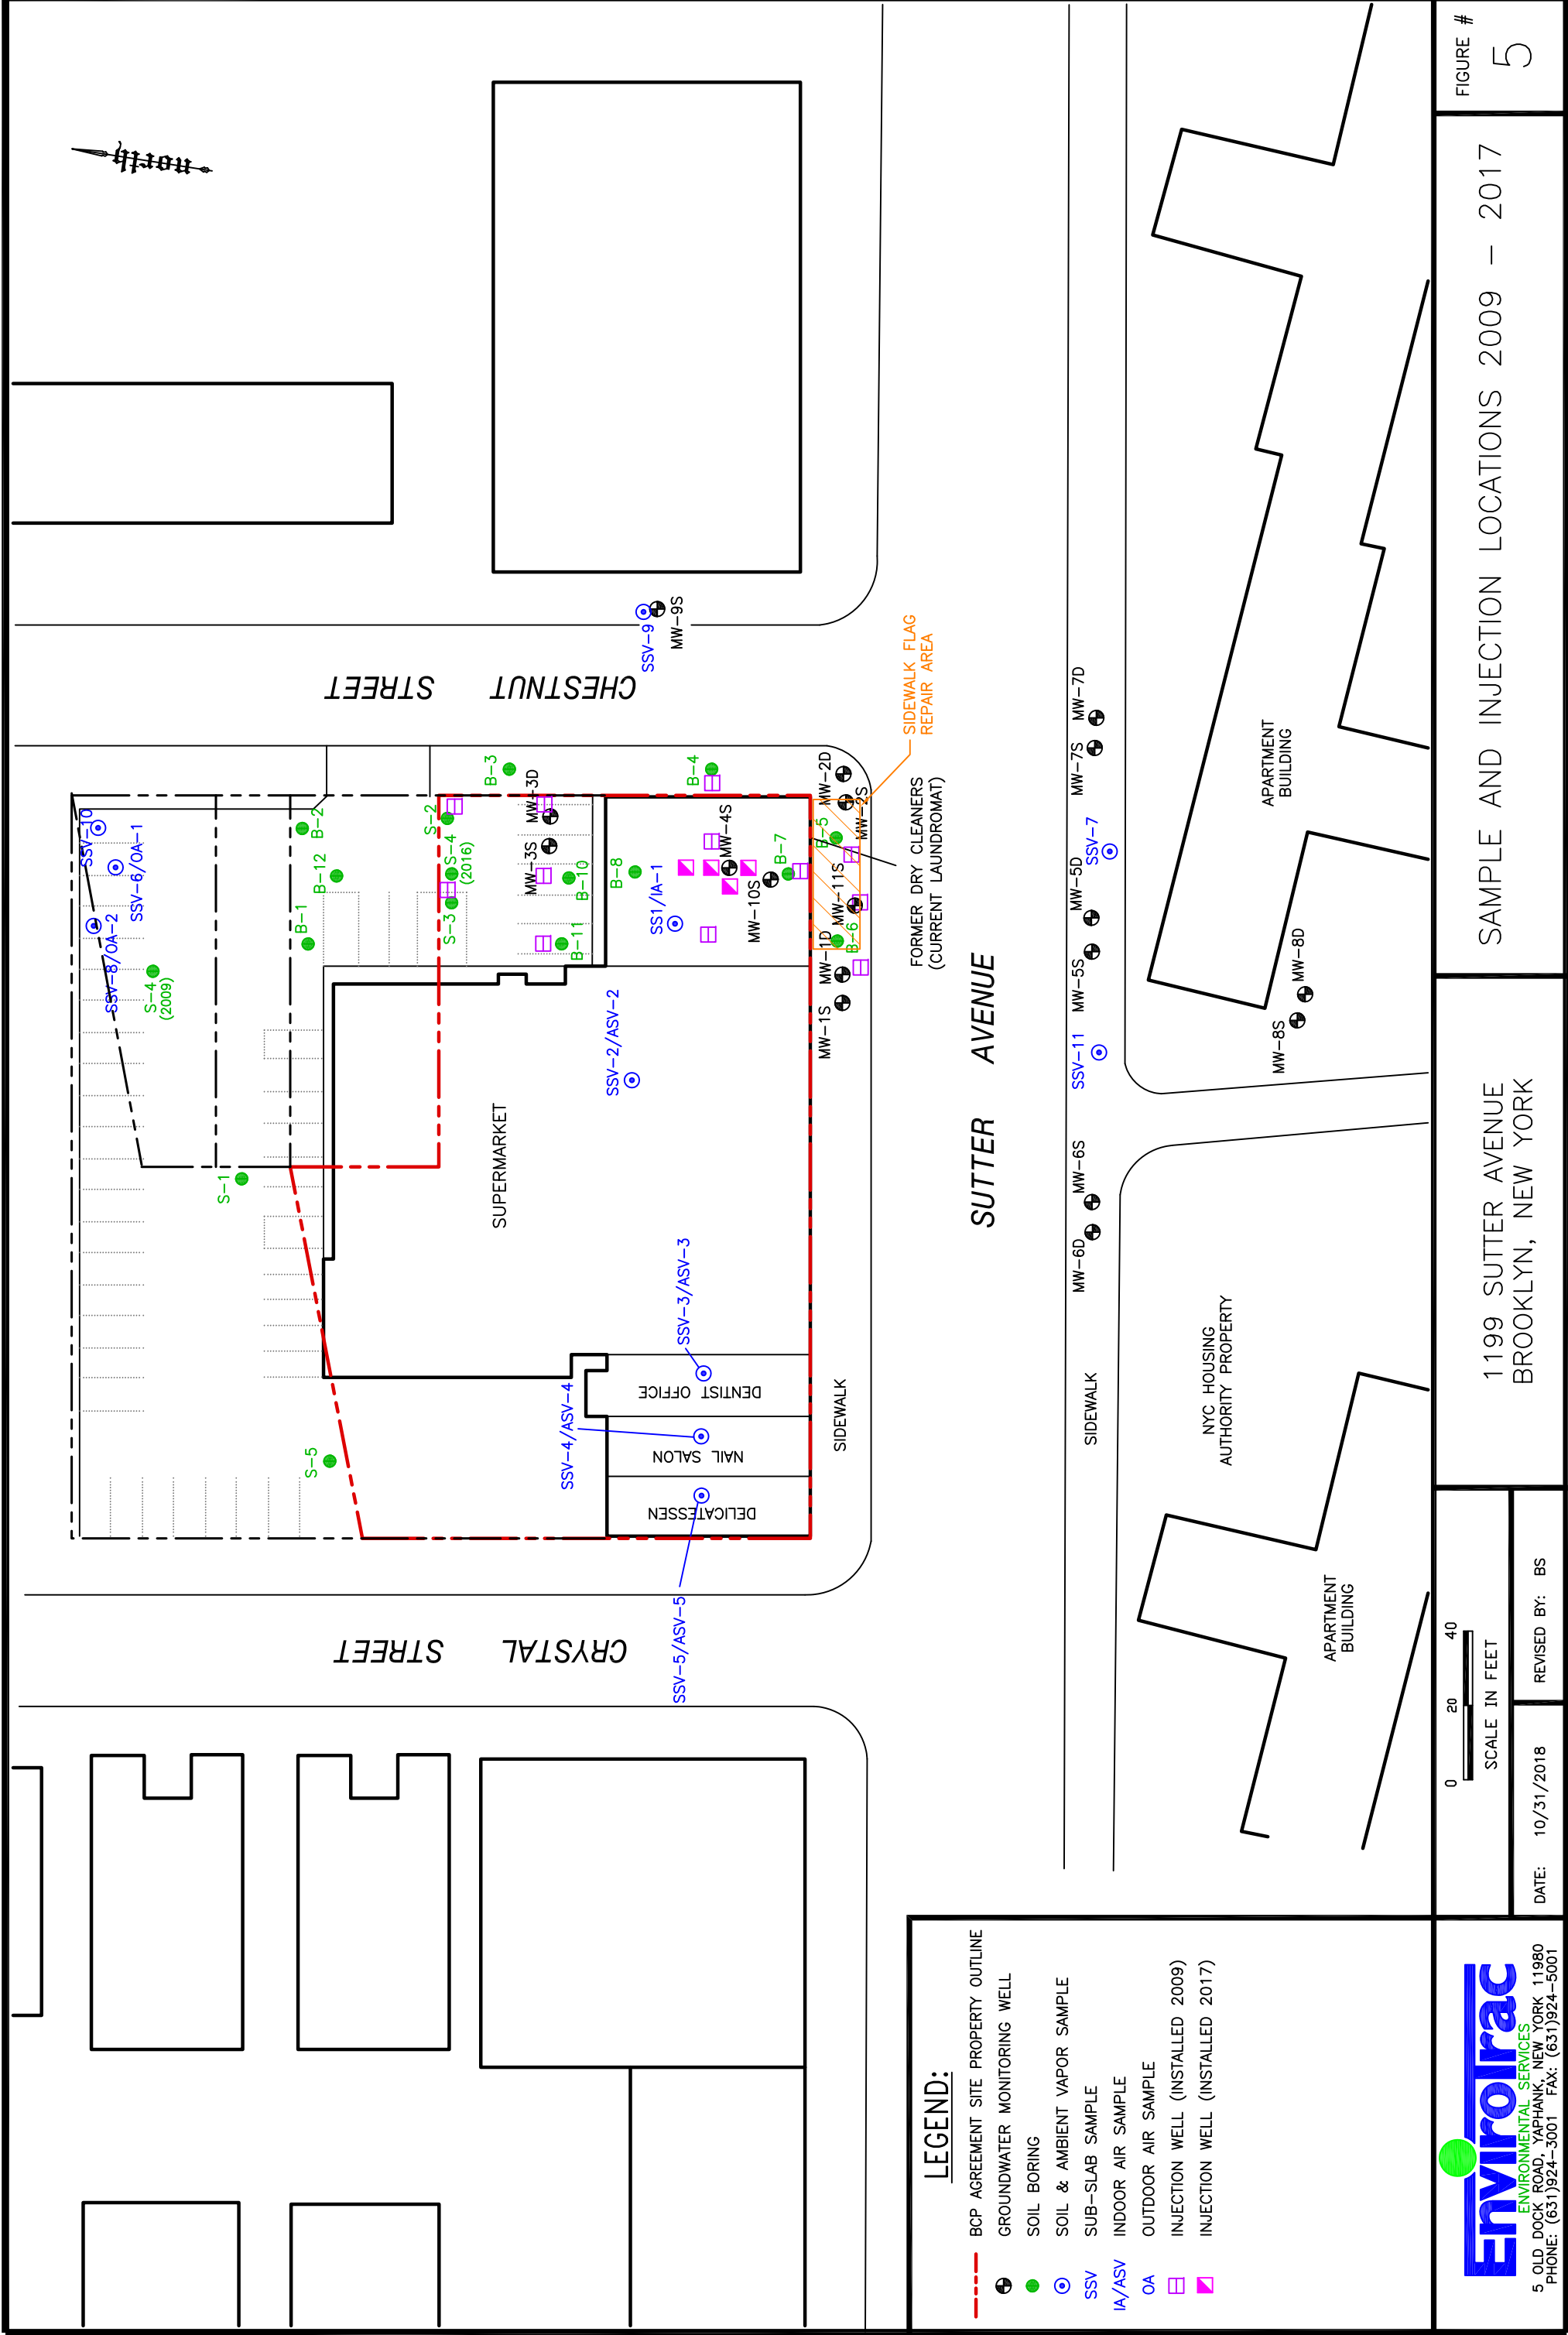 north
SSV-10
SSV-6/OA-1
SSV-8/OA-2
S-4
(2009)
B-2
B-12
B-1
S-1
S-5
S-2
S-4
(2016)
S-3
B-3
MW-3D
MW-3S
B-10
B-11
B-8
B-4
SS1/IA-1
MW-4S
MW-10S
B-7
B-5
MW-2D
MW-2S
MW-11S
B-6
MW-1D
MW-1S
SSV-9
MW-9S
CHESTNUT STREET
SIDEWALK FLAG
REPAIR AREA
FORMER DRY CLEANERS
(CURRENT LAUNDROMAT)
SUPERMARKET
SSV-2/ASV-2
SSV-3/ASV-3
SSV-4/ASV-4
SSV-5/ASV-5
DENTIST OFFICE
NAIL SALON
DELICATESSEN
SIDEWALK
CRYSTAL STREET
SUTTER AVENUE
MW-7D
MW-7S
SSV-7
MW-5D
MW-5S
SSV-11
MW-6S
MW-6D
SIDEWALK
MW-8D
MW-8S
APARTMENT
BUILDING
NYC HOUSING
AUTHORITY PROPERTY
APARTMENT
BUILDING
LEGEND:
BCP AGREEMENT SITE PROPERTY OUTLINE
GROUNDWATER MONITORING WELL
SOIL BORING
SOIL & AMBIENT VAPOR SAMPLE
SSV SUB-SLAB SAMPLE
IA/ASV INDOOR AIR SAMPLE
OA OUTDOOR AIR SAMPLE
INJECTION WELL (INSTALLED 2009)
INJECTION WELL (INSTALLED 2017)
EnviroTrac
ENVIRONMENTAL SERVICES
5 OLD DOCK ROAD, YAPHANK, NEW YORK 11980
PHONE: (631)924-3001 FAX: (631)924-5001
0 20 40
SCALE IN FEET
DATE: 10/31/2018
REVISED BY: BS
1199 SUTTER AVENUE
BROOKLYN, NEW YORK
SAMPLE AND INJECTION LOCATIONS 2009 - 2017
FIGURE #
5